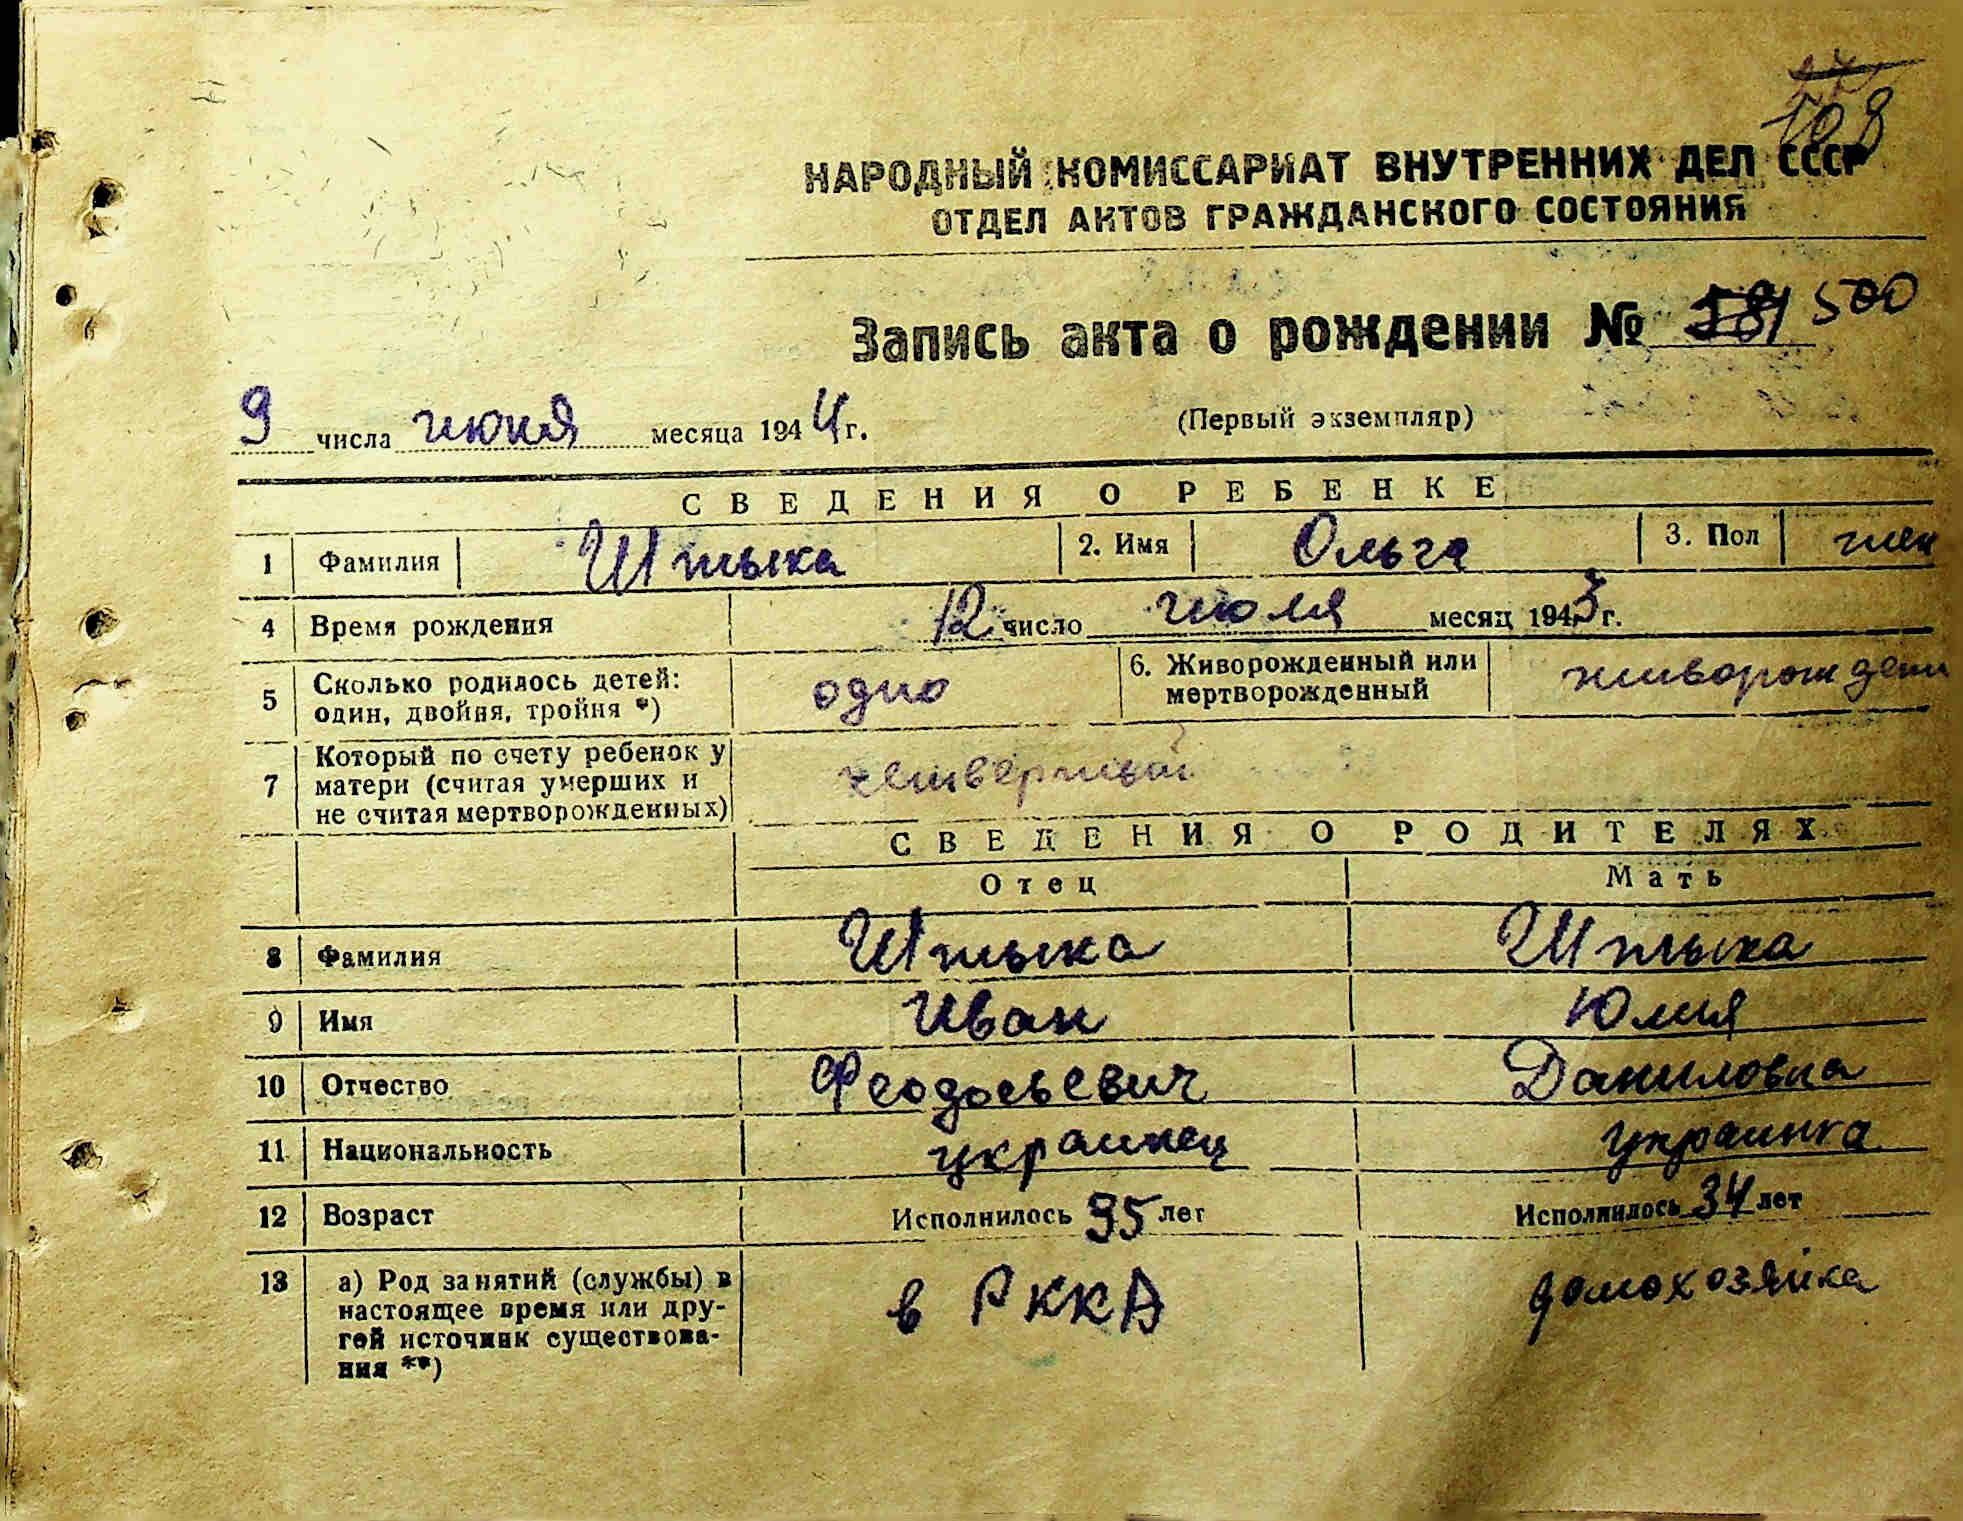 108
НАРОДНЫЙ КОМИССАРИАТ ВНУТРЕННИХ ДЕЛ СССР
ОТДЕЛ АКТОВ ГРАЖДАНСКОГО СОСТОЯНИЯ
Запись акта о рождении № 581 500
9 числа июня месяца 1944 г. (Первый экземпляр)
СВЕДЕНИЯ О РЕБЕНКЕ
1 Фамилия Штыка 2. Имя Ольга 3. Пол жен
4 Время рождения 12 число июля месяц 1943 г.
5 Сколько родилось детей: один, двойня, тройня *) одно 6. Живорожденный или мертворожденный живорожден
7 Который по счету ребенок у матери (считая умерших и не считая мертворожденных) четвертый
СВЕДЕНИЯ О РОДИТЕЛЯХ
Отец Мать
8 Фамилия Штыка Штыка
9 Имя Иван Юлия
10 Отчество Феодосьевич Даниловна
11 Национальность украинец украинка
12 Возраст Исполнилось 35 лет Исполнилось 34 лет
13 а) Род занятий (службы) в настоящее время или другой источник существования **) в РККА домохозяйка